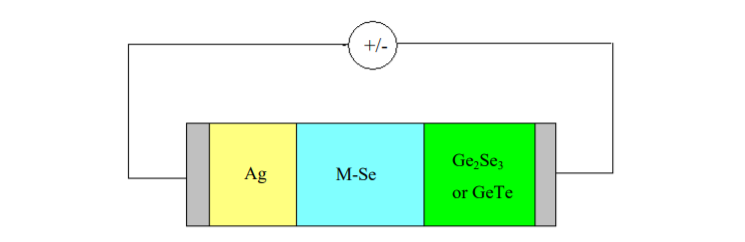 +/-
Ag
M-Se
Ge₂Se₃
or GeTe